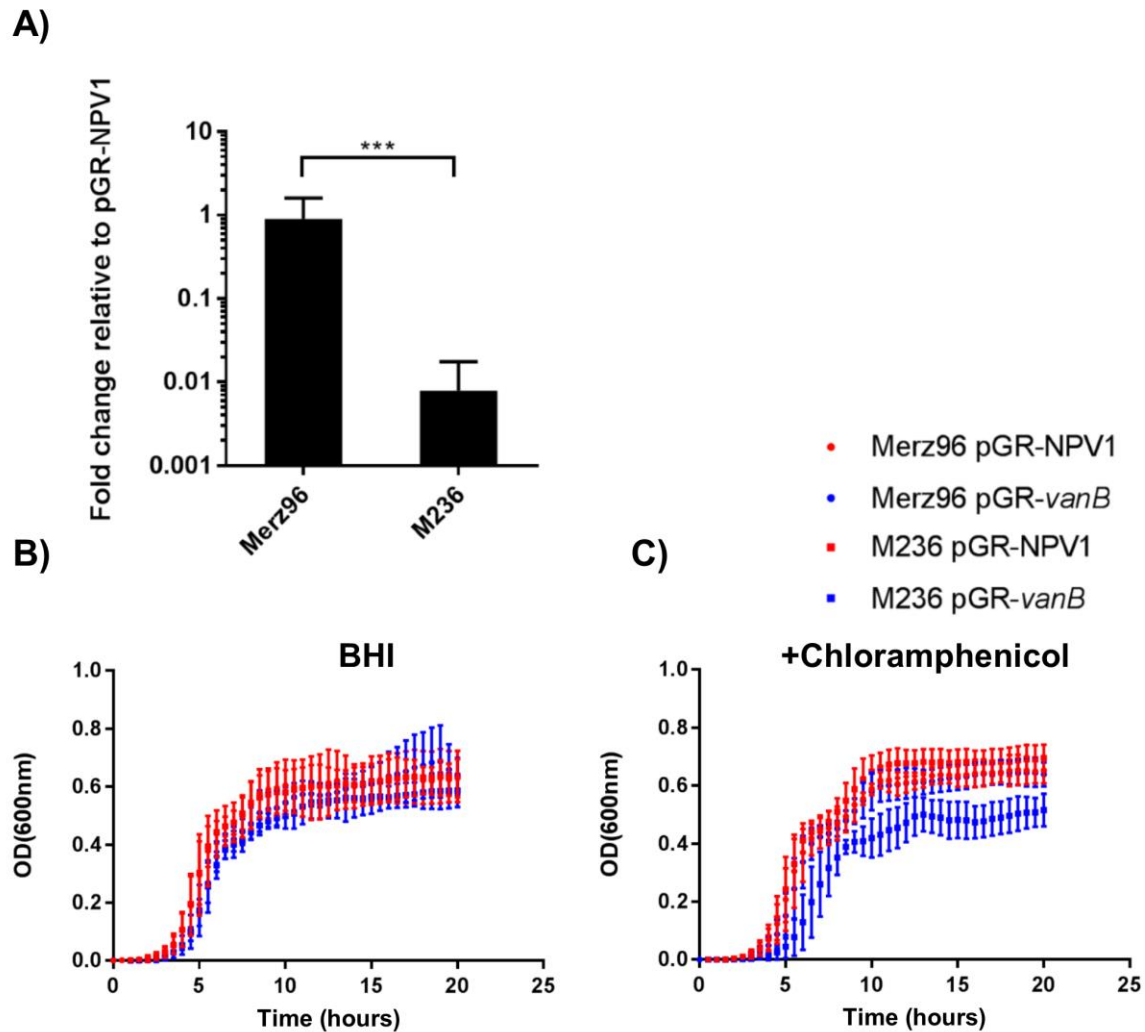 A)
Fold change relative to pGR-NPV1
10
1
0.1
0.01
0.001
***
Merz96
M236
Merz96 pGR-NPV1
Merz96 pGR-vanB
M236 pGR-NPV1
M236 pGR-vanB
B)
BHI
OD(600nm)
1.0
0.8
0.6
0.4
0.2
0.0
0 5 10 15 20 25
Time (hours)
C)
+Chloramphenicol
OD(600nm)
1.0
0.8
0.6
0.4
0.2
0.0
0 5 10 15 20 25
Time (hours)